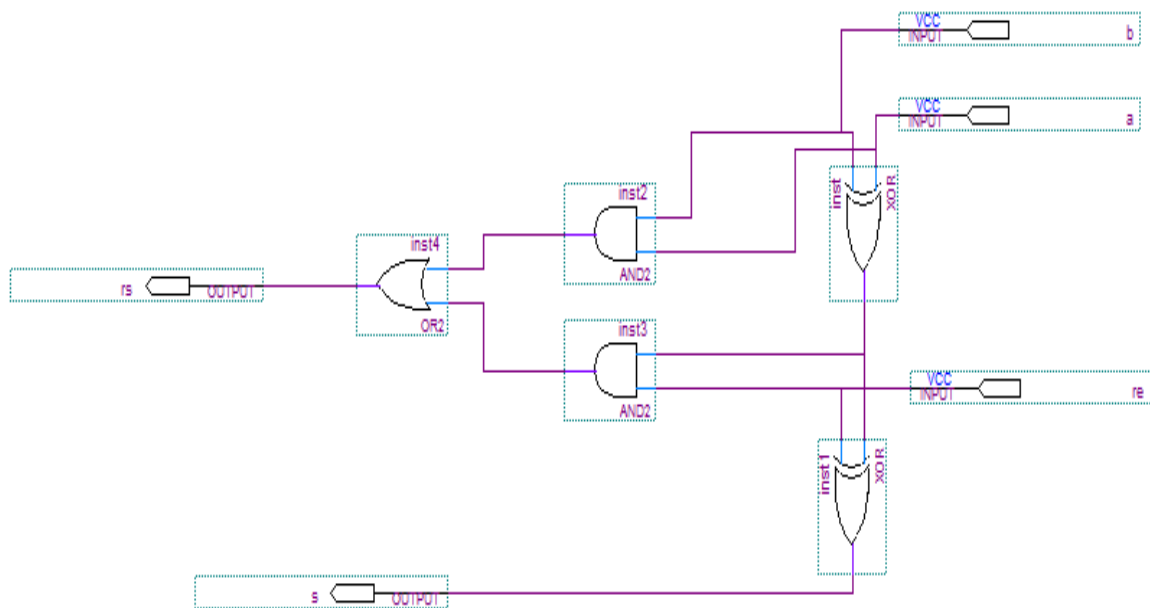 VCC
INPUT
b
VCC
INPUT
a
inst2
inst
XOR
inst4
AND2
rs
OUTPUT
OR2
inst3
VCC
INPUT
re
AND2
inst1
XOR
s
OUTPUT